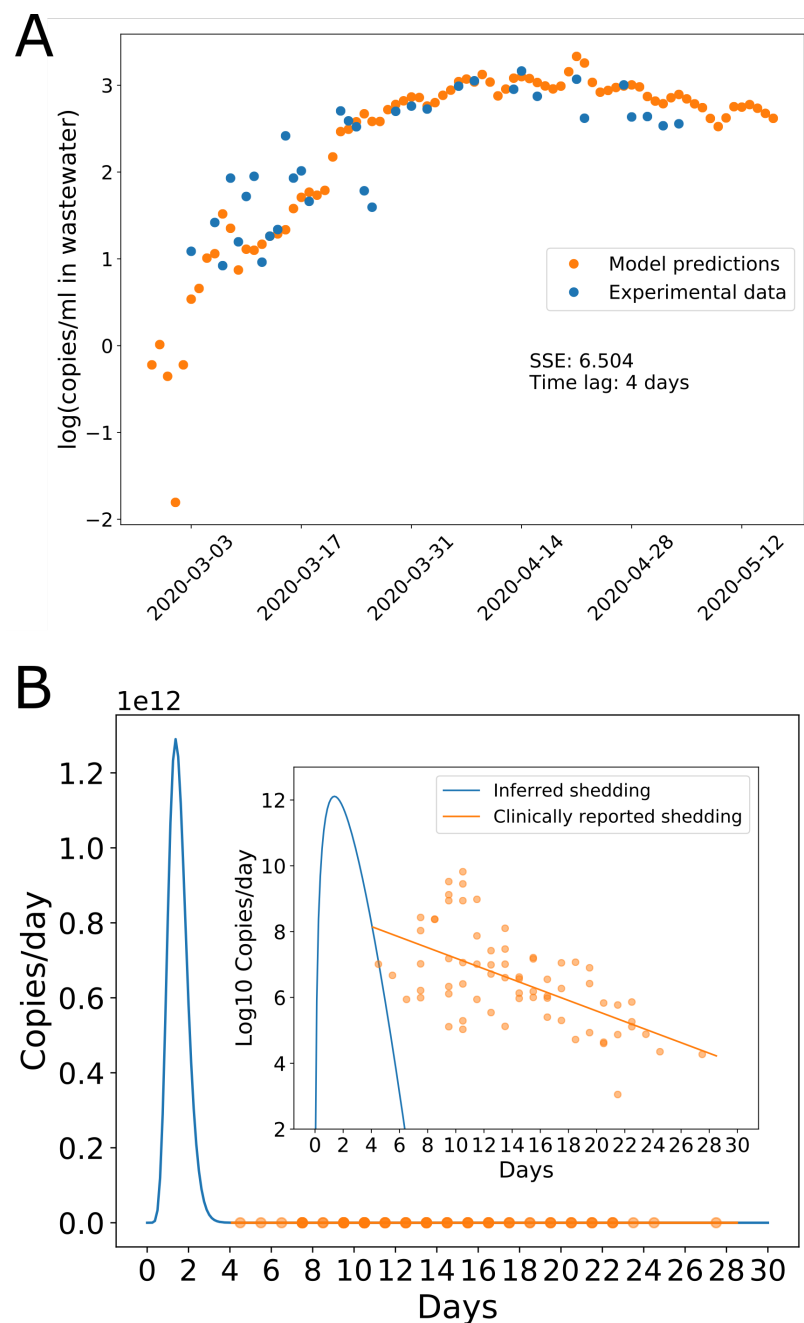 A
log(copies/ml in wastewater)
3
2
1
0
−1
−2
Model predictions
Experimental data
SSE: 6.504
Time lag: 4 days
2020-03-03
2020-03-17
2020-03-31
2020-04-14
2020-04-28
2020-05-12
B
1e12
Copies/day
1.2
1.0
0.8
0.6
0.4
0.2
0.0
Log10 Copies/day
12
10
8
6
4
2
Inferred shedding
Clinically reported shedding
0 2 4 6 8 10 12 14 16 18 20 22 24 26 28 30
Days
0 2 4 6 8 10 12 14 16 18 20 22 24 26 28 30
Days